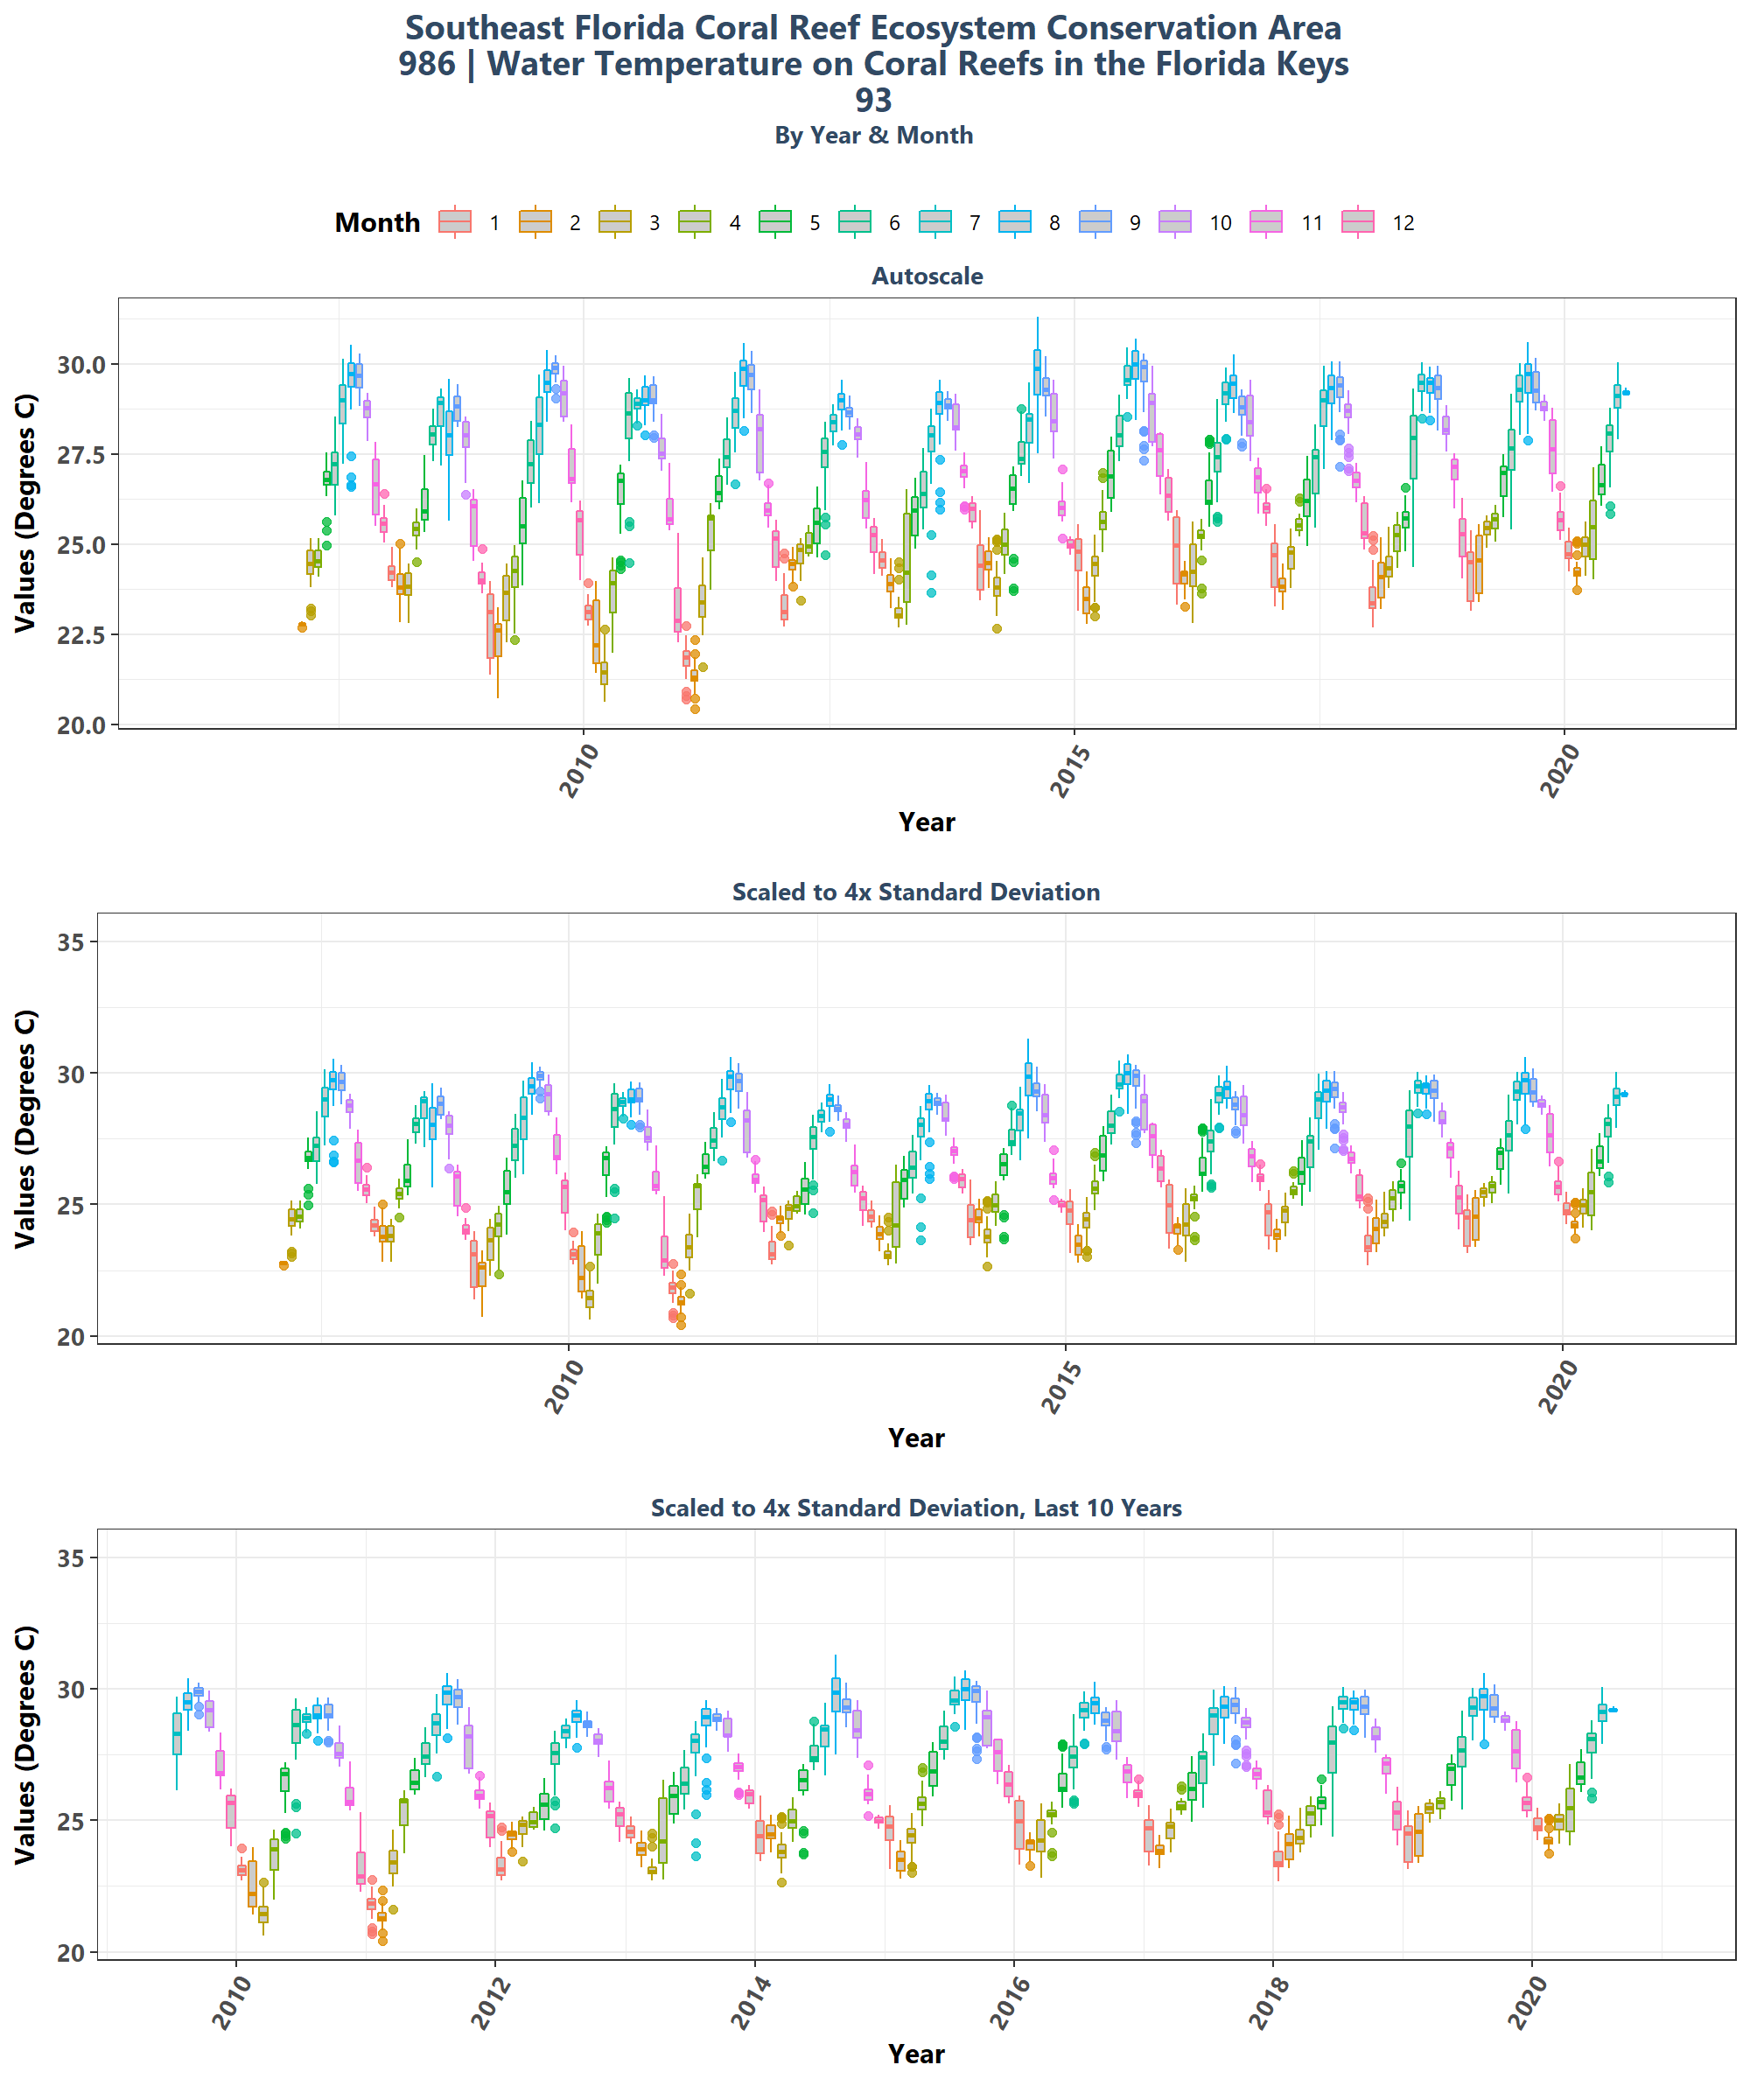 Southeast Florida Coral Reef Ecosystem Conservation Area
986 | Water Temperature on Coral Reefs in the Florida Keys
93
By Year & Month
Month 1 2 3 4 5 6 7 8 9 10 11 12
Autoscale
Values (Degrees C)
30.0
27.5
25.0
22.5
20.0
2010 2015 2020
Year
Scaled to 4x Standard Deviation
Values (Degrees C)
35
30
25
20
2010 2015 2020
Year
Scaled to 4x Standard Deviation, Last 10 Years
Values (Degrees C)
35
30
25
20
2010 2012 2014 2016 2018 2020
Year